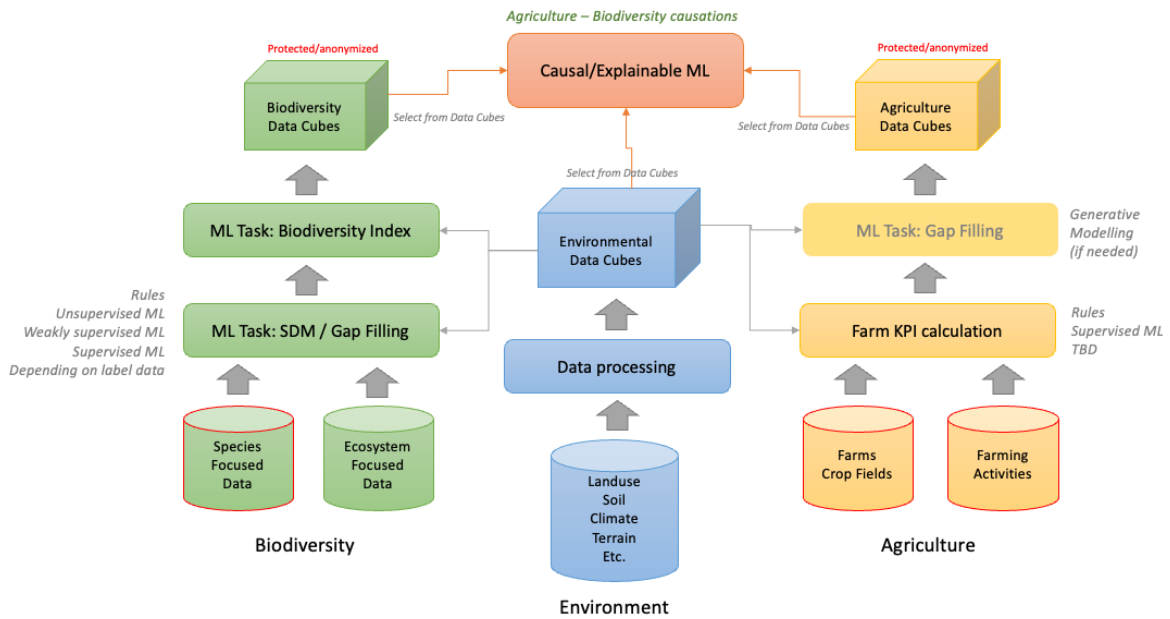 Agriculture – Biodiversity causations
Protected/anonymized
Protected/anonymized
Causal/Explainable ML
Biodiversity
Data Cubes
Agriculture
Data Cubes
Select from Data Cubes
Select from Data Cubes
Select from Data Cubes
ML Task: Biodiversity Index
Environmental
Data Cubes
ML Task: Gap Filling
Generative
Modelling
(if needed)
Rules
Unsupervised ML
Weakly supervised ML
Supervised ML
Depending on label data
ML Task: SDM / Gap Filling
Farm KPI calculation
Rules
Supervised ML
TBD
Data processing
Species
Focused
Data
Ecosystem
Focused
Data
Landuse
Soil
Climate
Terrain
Etc.
Farms
Crop Fields
Farming
Activities
Biodiversity
Environment
Agriculture